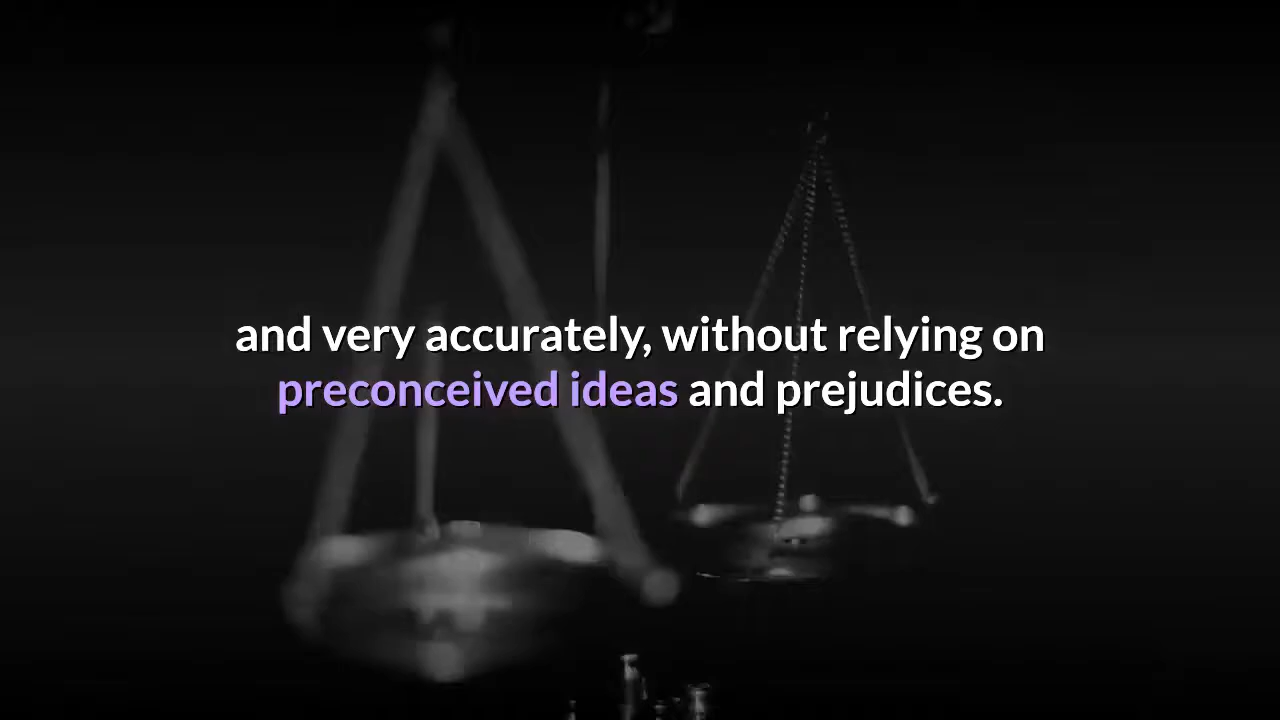 and very accurately, without relying on
preconceived ideas and prejudices.